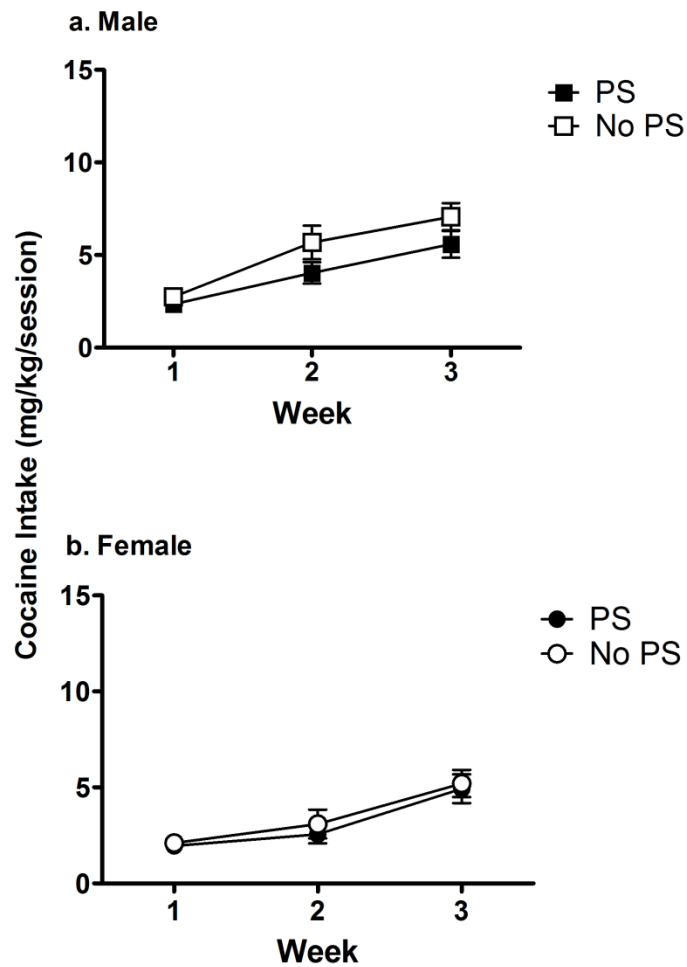 a. Male
15
10
5
0
1 2 3
Week
PS
No PS
Cocaine Intake (mg/kg/session)
b. Female
15
10
5
0
1 2 3
Week
PS
No PS